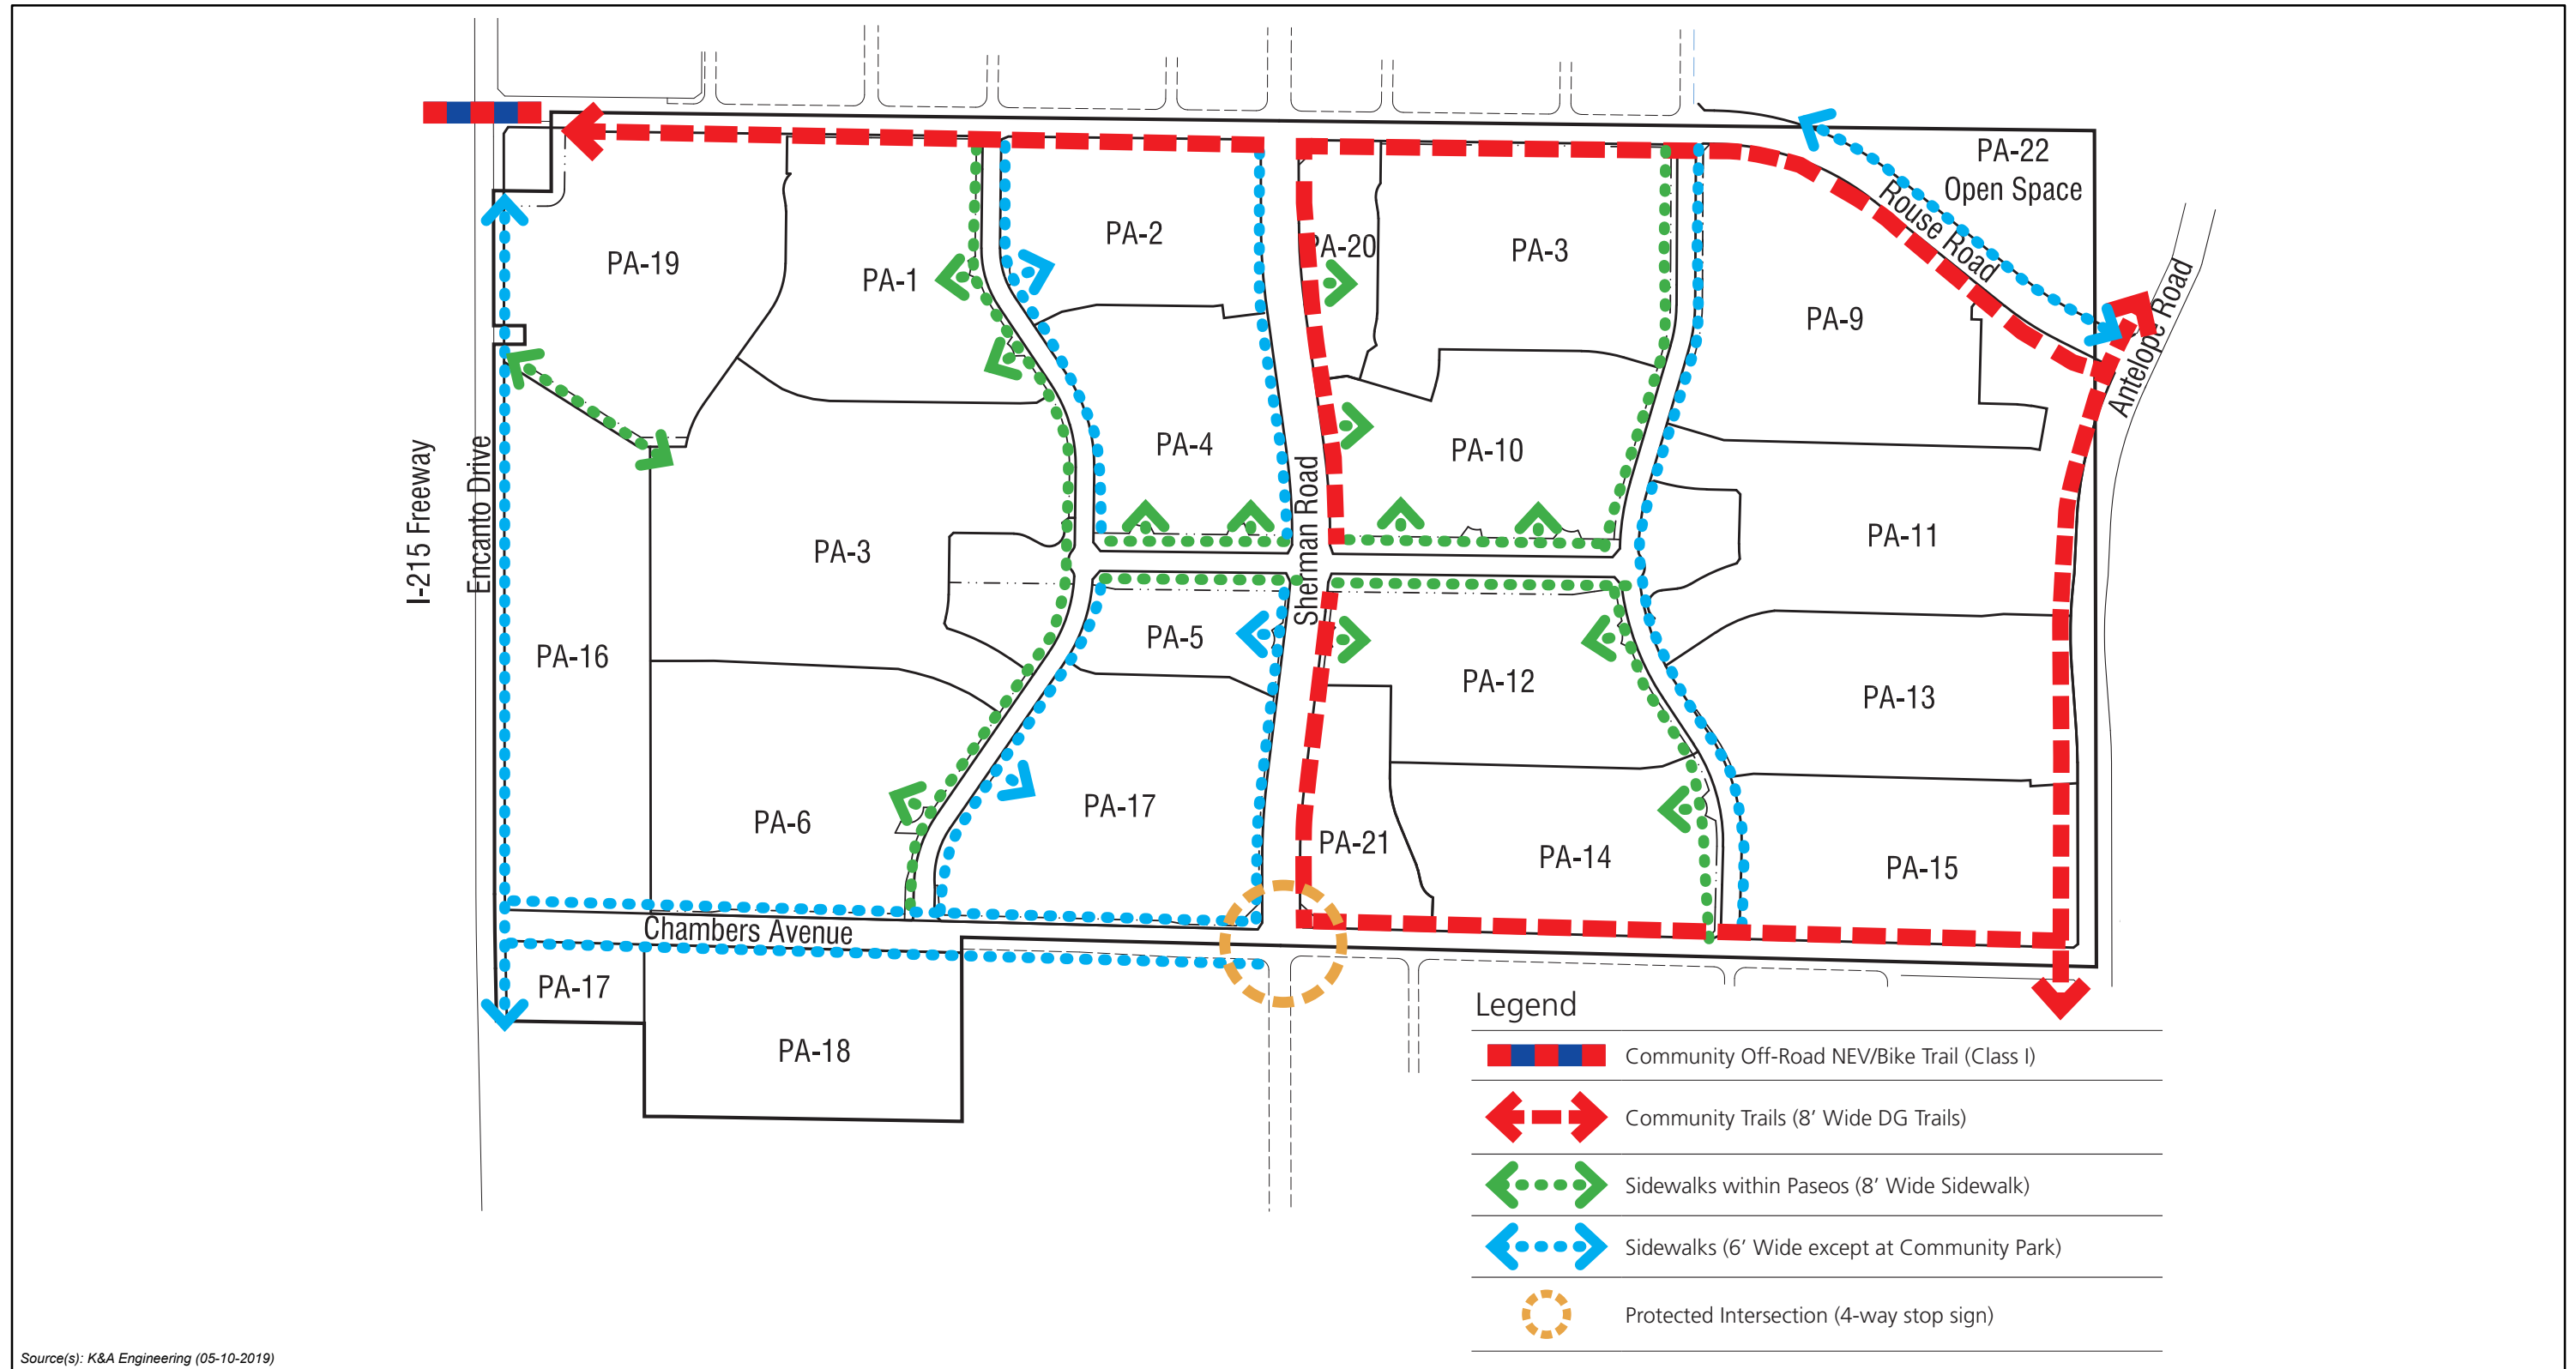 PA-22
Open Space
PA-2
PA-20
PA-3
PA-19
PA-1
Rouse Road
PA-9
Antelope Road
PA-4
PA-10
I-215 Freeway
Encanto Drive
Sherman Road
PA-3
PA-11
PA-16
PA-5
PA-12
PA-13
PA-6
PA-17
PA-21
PA-14
PA-15
Chambers Avenue
PA-17
PA-18
Legend
Community Off-Road NEV/Bike Trail (Class I)
Community Trails (8’ Wide DG Trails)
Sidewalks within Paseos (8’ Wide Sidewalk)
Sidewalks (6’ Wide except at Community Park)
Protected Intersection (4-way stop sign)
Source(s): K&A Engineering (05-10-2019)